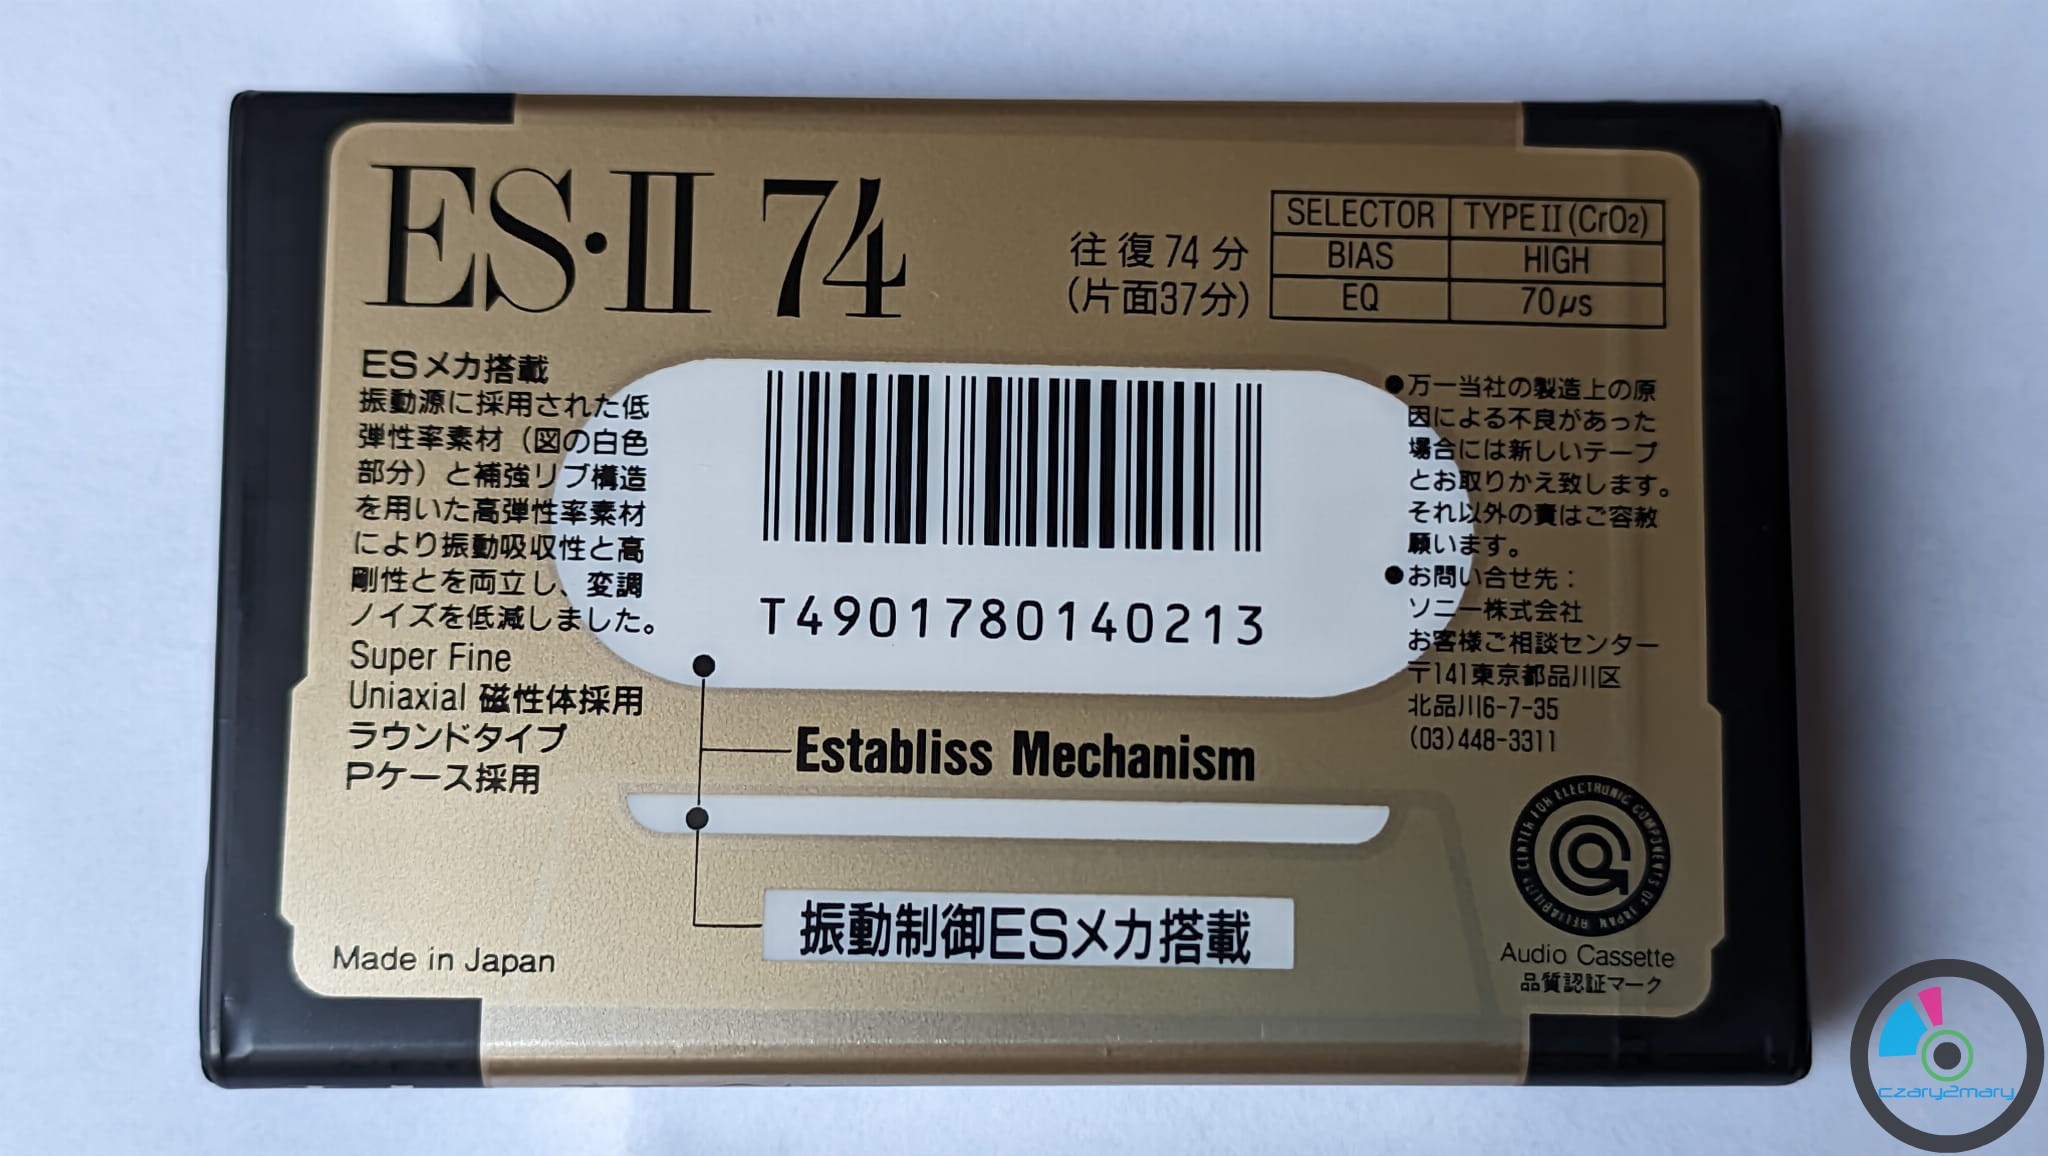 ES·II 74
往復74分
(片面37分)
SELECTOR TYPE II (CrO2)
BIAS HIGH
EQ 70μs
ESメカ搭載
振動源に採用された低
弾性率素材（図の白色
部分）と補強リブ構造
を用いた高弾性率素材
により振動吸収性と高
剛性とを両立し、変調
ノイズを低減しました。
Super Fine
Uniaxial 磁性体採用
ラウンドタイプ
Pケース採用
Made in Japan
T4901780140213
Establiss Mechanism
振動制御ESメカ搭載
●万一当社の製造上の原
因による不良があった
場合には新しいテープ
とお取りかえ致します。
それ以外の責はご容赦
願います。
●お問い合せ先：
ソニー株式会社
お客様ご相談センター
〒141東京都品川区
北品川6-7-35
(03)448-3311
RELIABILITY CENTER FOR ELECTRONIC COMPONENTS OF JAPAN
Audio Cassette
品質認証マーク
czary2mary